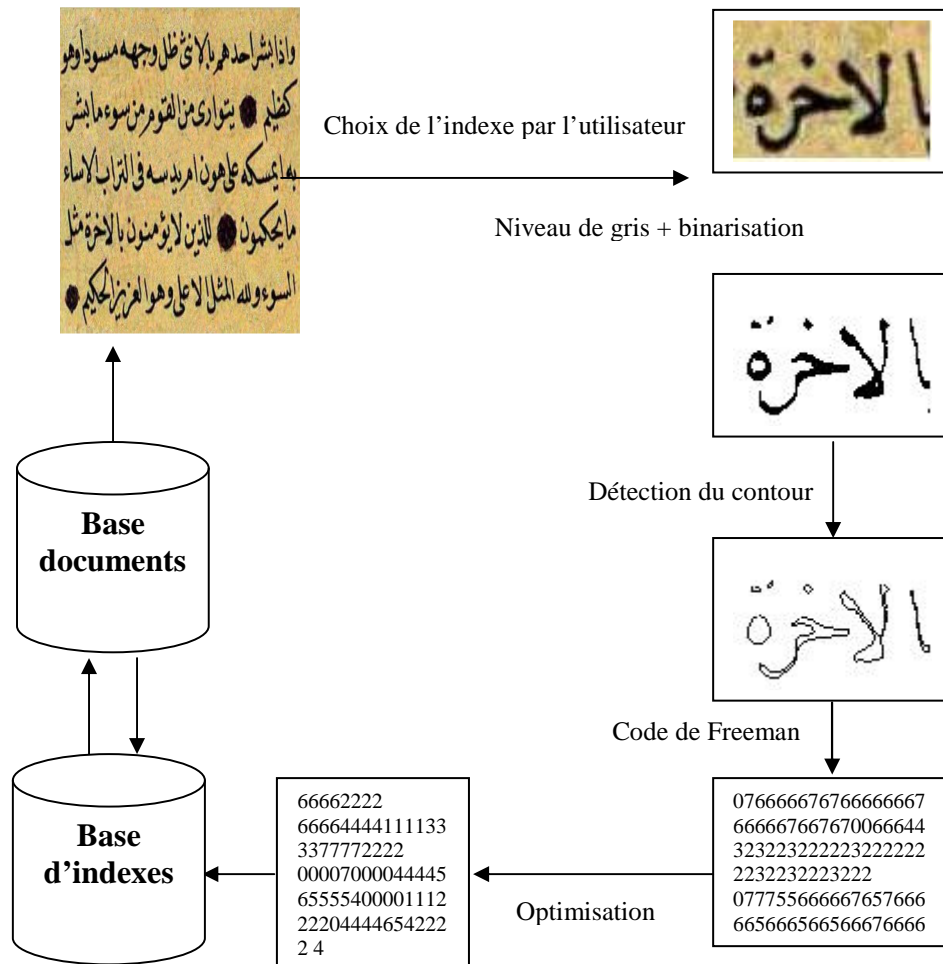 واذا بشر احدهم بالانثى ظل وجهه مسودا وهو
كظيم يتوارى من القوم من سوء ما بشر
به ايمسكه على هون ام يدسه فى التراب الا ساء
ما يحكمون للذين لا يؤمنون بالاخرة مثل
السوء ولله المثل الاعلى وهو العزيز الحكيم
Choix de l’indexe par l’utilisateur
بالاخرة
Niveau de gris + binarisation
بالاخرة
Détection du contour
بالاخرة
Code de Freeman
Base
documents
Base
d’indexes
66662222
66664444111133
3377772222
00007000044445
65555400001112
22204444654222
2 4
Optimisation
076666676766666667
666667667670066644
323223222223222222
2232232223222
077755666667657666
665666566566676666